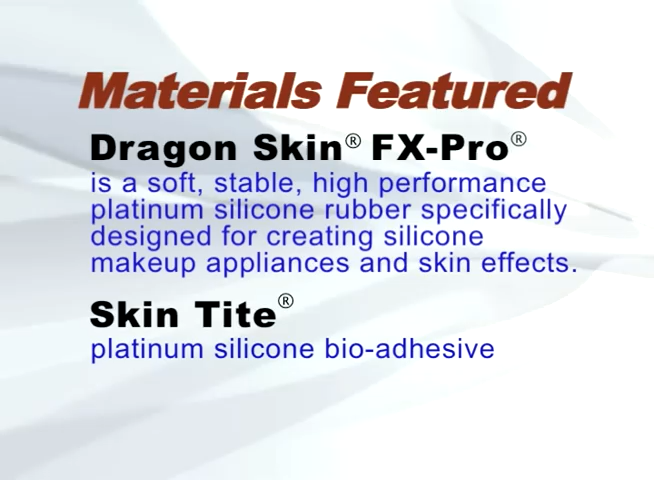 Materials Featured
Dragon Skin® FX-Pro®
is a soft, stable, high performance
platinum silicone rubber specifically
designed for creating silicone
makeup appliances and skin effects.
Skin Tite®
platinum silicone bio-adhesive